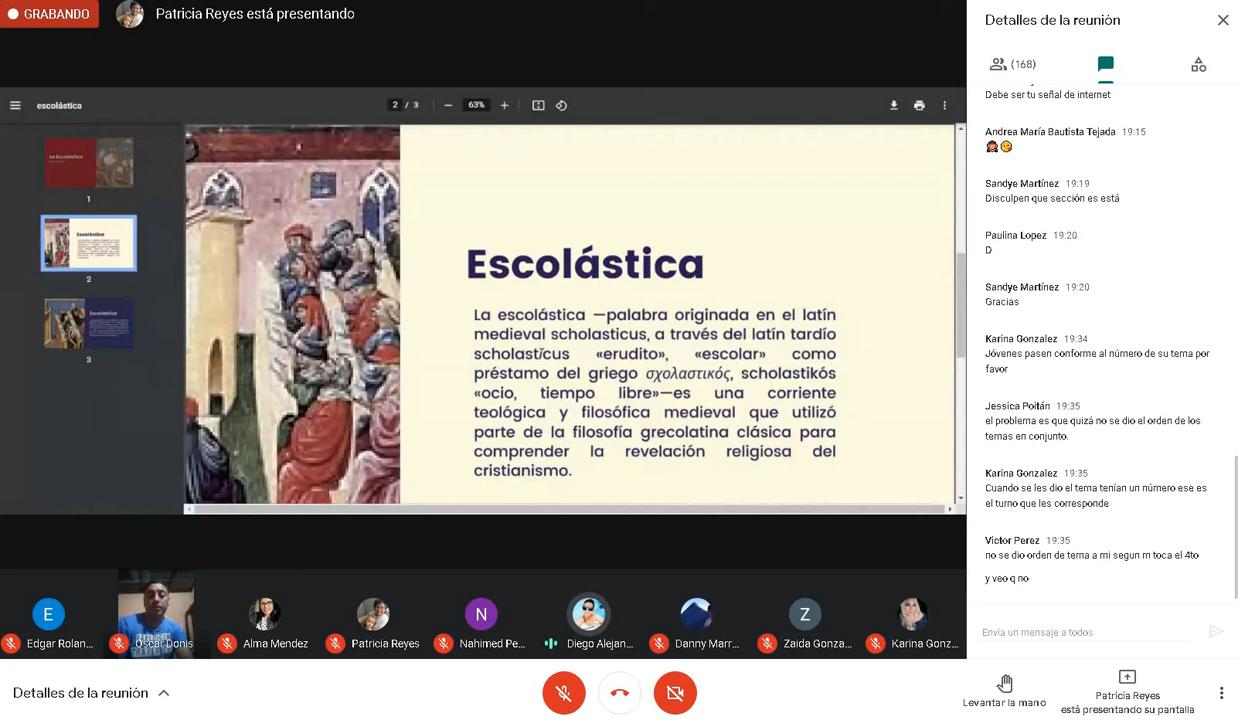 GRABANDO
Patricia Reyes está presentando
Detalles de la reunión
(168)
Debe ser tu señal de internet
Andrea María Bautista Tejada 19:15
Sandye Martínez 19:19
Disculpen que sección es está
Paulina Lopez 19:20
D
Sandye Martínez 19:20
Gracias
Karina Gonzalez 19:34
Jóvenes pasen conforme al número de su tema por
favor
Jessica Poitán 19:35
el problema es que quizá no se dio el orden de los
temas en conjunto.
Karina Gonzalez 19:35
Cuando se les dio el tema tenían un número ese es
el turno que les corresponde
Victor Perez 19:35
no se dio orden de tema a mi segun m toca el 4to
y veo q no
Envía un mensaje a todos
escolástica
2 / 3
63%
La Escolástica
1
Escolástica
2
Escolástica
3
Escolástica
La escolástica —palabra originada en el latín
medieval scholasticus, a través del latín tardío
scholastĭcus «erudito», «escolar» como
préstamo del griego σχολαστικός, scholastikós
«ocio, tiempo libre»—es una corriente
teológica y filosófica medieval que utilizó
parte de la filosofía grecolatina clásica para
comprender la revelación religiosa del
cristianismo.
E
N
Z
Edgar Rolan...
Oscar Donis
Alma Mendez
Patricia Reyes
Nahimed Pe...
Diego Alejan...
Danny Marr...
Zaida Gonza...
Karina Gonz...
Detalles de la reunión
Levantar la mano
Patricia Reyes
está presentando su pantalla